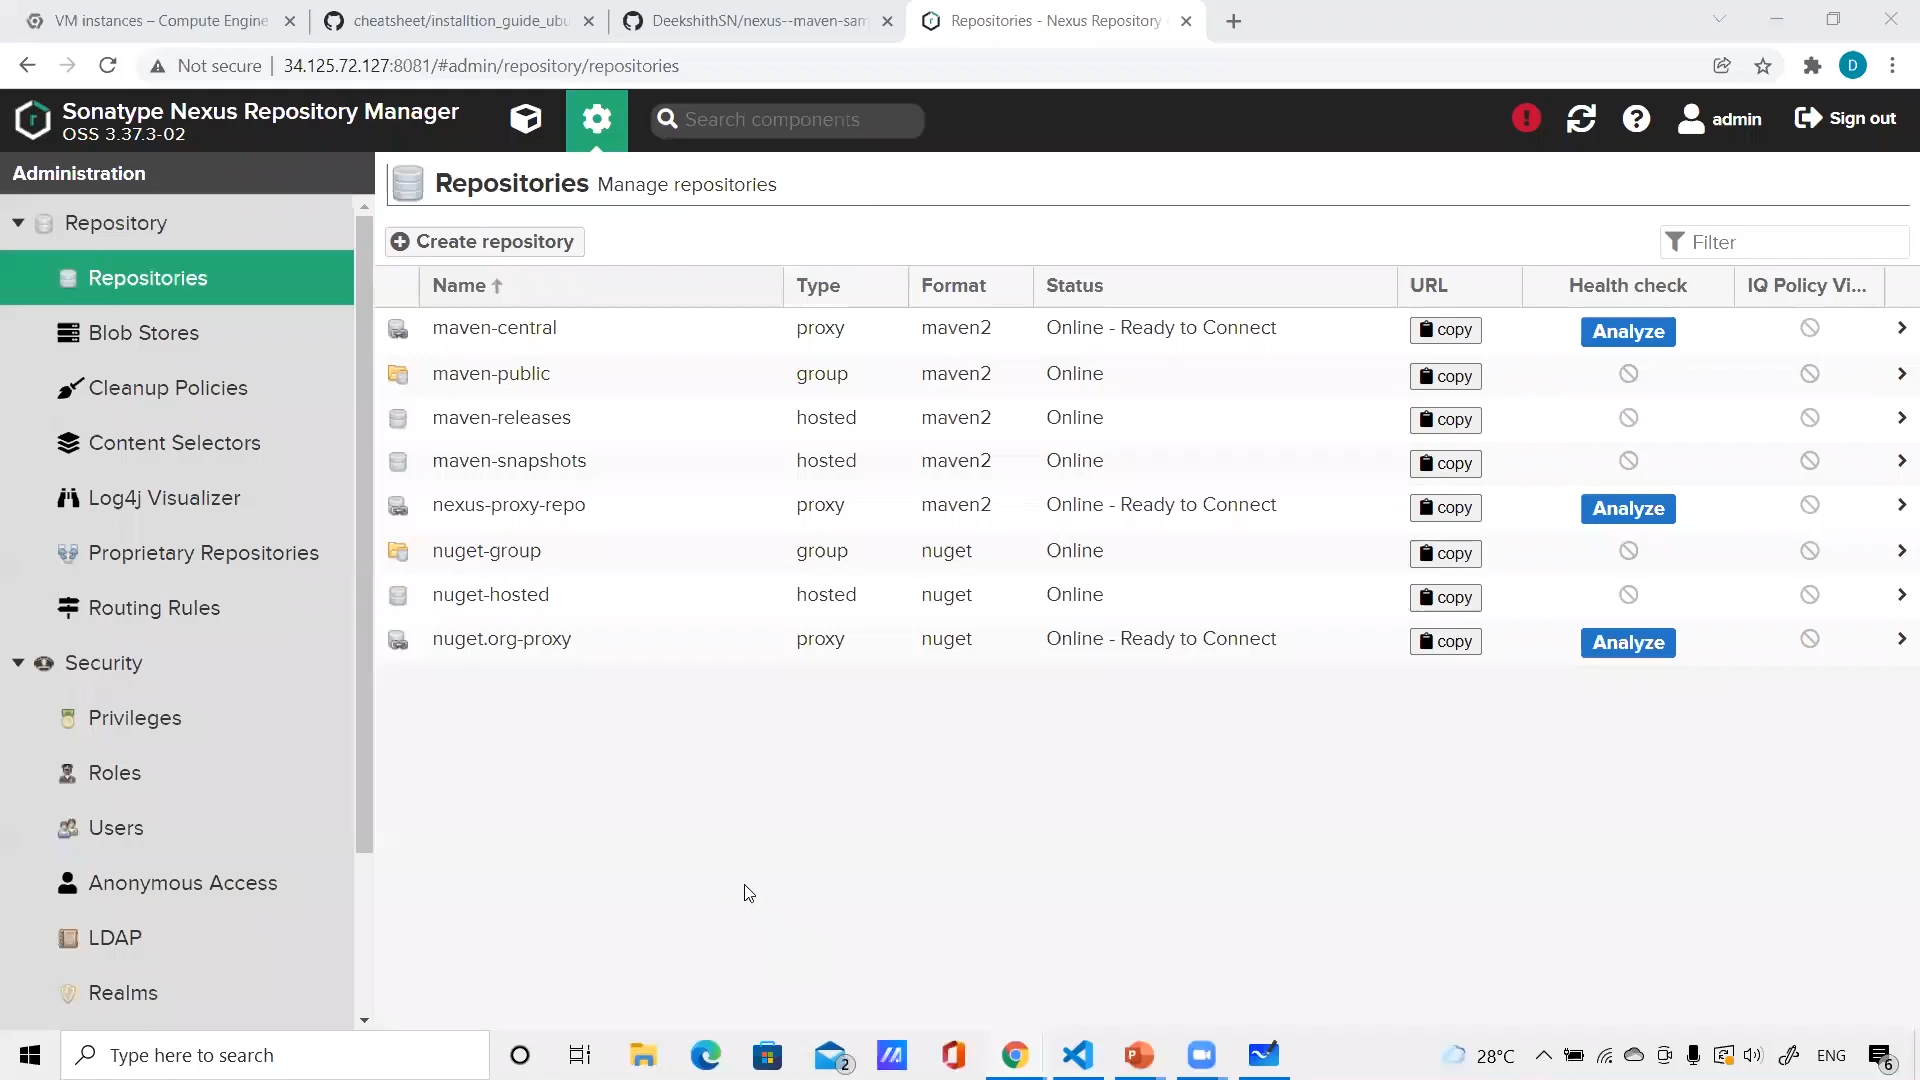 VM instances – Compute Engine
cheatsheet/installtion_guide_ubu
DeekshithSN/nexus--maven-sam
Repositories - Nexus Repository
Not secure
34.125.72.127:8081/#admin/repository/repositories
D
Sonatype Nexus Repository Manager
OSS 3.37.3-02
Search components
admin
Sign out
Administration
Repository
Repositories
Blob Stores
Cleanup Policies
Content Selectors
Log4j Visualizer
Proprietary Repositories
Routing Rules
Security
Privileges
Roles
Users
Anonymous Access
LDAP
Realms
Repositories Manage repositories
Create repository
Filter
Name Type Format Status URL Health check IQ Policy Vi...
maven-central proxy maven2 Online - Ready to Connect copy Analyze
maven-public group maven2 Online copy
maven-releases hosted maven2 Online copy
maven-snapshots hosted maven2 Online copy
nexus-proxy-repo proxy maven2 Online - Ready to Connect copy Analyze
nuget-group group nuget Online copy
nuget-hosted hosted nuget Online copy
nuget.org-proxy proxy nuget Online - Ready to Connect copy Analyze
Type here to search
2
28°C
ENG
6